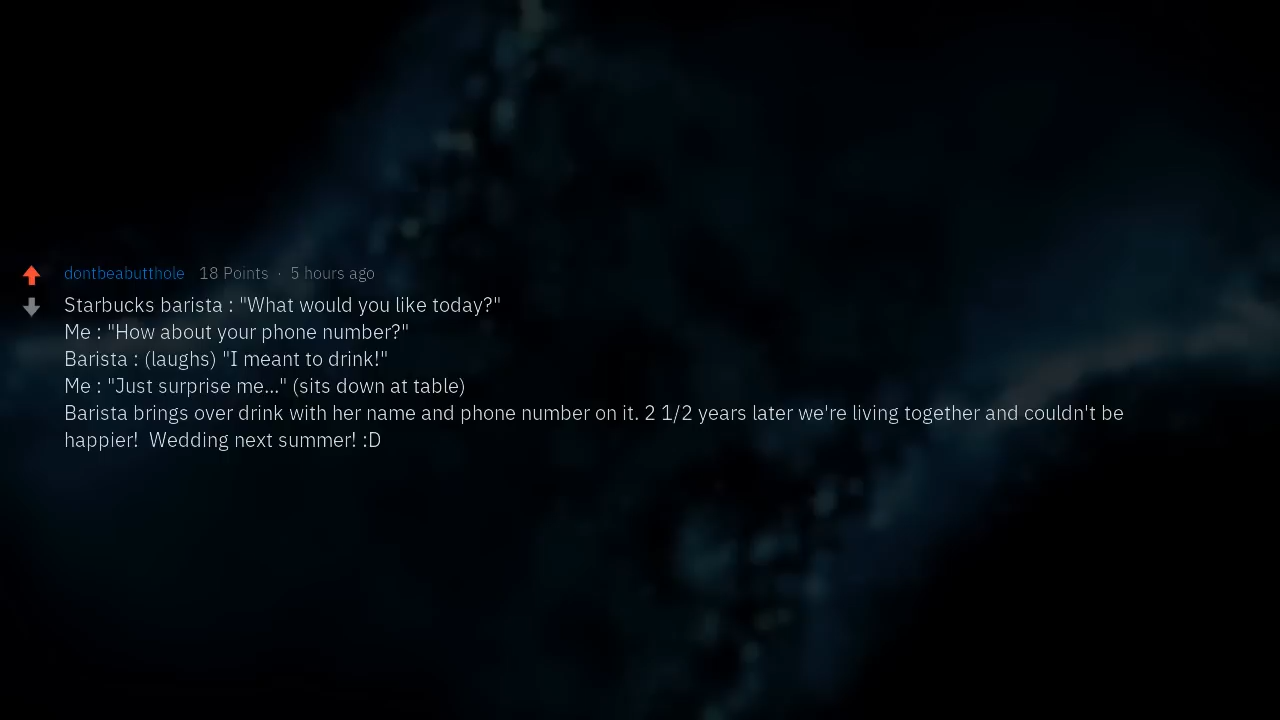 dontbeabutthole 18 Points · 5 hours ago
Starbucks barista : "What would you like today?"
Me : "How about your phone number?"
Barista : (laughs) "I meant to drink!"
Me : "Just surprise me..." (sits down at table)
Barista brings over drink with her name and phone number on it. 2 1/2 years later we're living together and couldn't be
happier!  Wedding next summer! :D